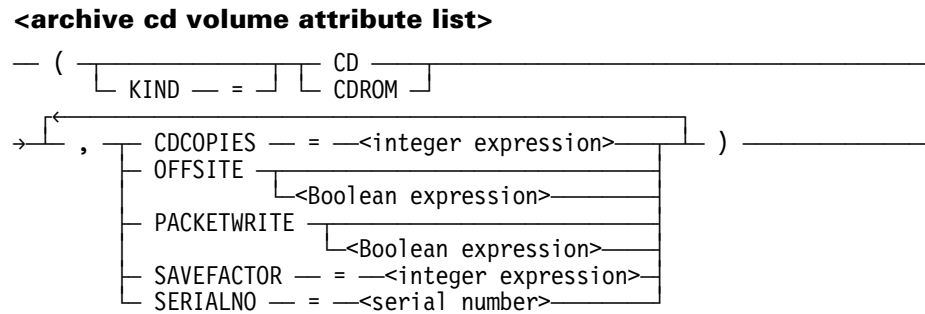 <archive cd volume attribute list>
( CD
KIND = CDROM
, CDCOPIES = <integer expression> )
OFFSITE
<Boolean expression>
PACKETWRITE
<Boolean expression>
SAVEFACTOR = <integer expression>
SERIALNO = <serial number>